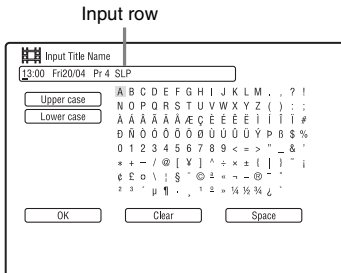 Input row
Input Title Name
13:00 Fri20/04 Pr 4 SLP
Upper case
Lower case
A B C D E F G H I J K L M . , ? !
N O P Q R S T U V W X Y Z ( ) : ;
À Á Ã Ä Â Å Æ Ç È É Ê Ë Ì Í Î Ï #
Ð Ñ Ò Ó Ô Õ Ö Ø Ù Ú Û Ü Ý Þ ß $ %
0 1 2 3 4 5 6 7 8 9 < = > " _ & '
∗ + – / @ [ ¥ ] ^ ÷ × ± { | } ~ ¡
¢ £ ¤ \ ¦ § ¨ © ª « ¬ – ® ¯ `
² ³ ´ µ ¶ · ¸ ¹ º » ¼ ½ ¾ ¿
OK
Clear
Space